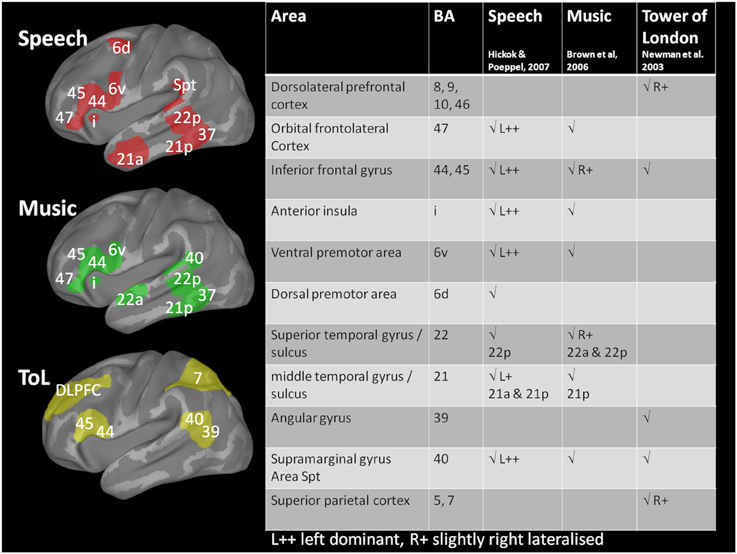 Speech
6d
Spt
45
6v
44
47
i
22p
37
21p
21a
Music
45
6v
44
47
i
40
22p
37
22a
21p
ToL
DLPFC
7
45
44
40
39
Area BA Speech Music Tower of London
Hickok & Poeppel, 2007
Brown et al, 2006
Newman et al. 2003
Dorsolateral prefrontal cortex 8, 9, 10, 46 √ R+
Orbital frontolateral Cortex 47 √ L++ √
Inferior frontal gyrus 44, 45 √ L++ √ R+ √
Anterior insula i √ L++ √
Ventral premotor area 6v √ L++ √
Dorsal premotor area 6d √
Superior temporal gyrus / sulcus 22 √ 22p √ R+ 22a & 22p
middle temporal gyrus / sulcus 21 √ L+ 21a & 21p √ 21p
Angular gyrus 39 √
Supramarginal gyrus Area Spt 40 √ L++ √ √
Superior parietal cortex 5, 7 √ R+
L++ left dominant, R+ slightly right lateralised